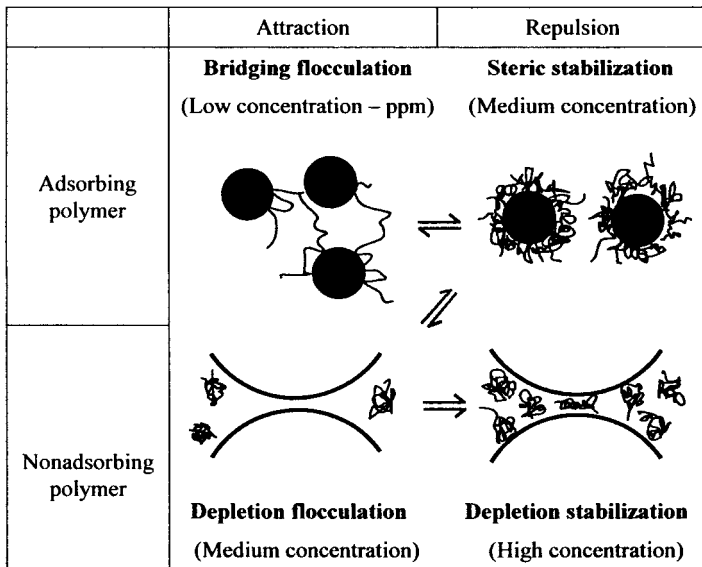 Attraction
Repulsion
Bridging flocculation
Steric stabilization
(Low concentration – ppm)
(Medium concentration)
Adsorbing
polymer
Nonadsorbing
polymer
Depletion flocculation
Depletion stabilization
(Medium concentration)
(High concentration)